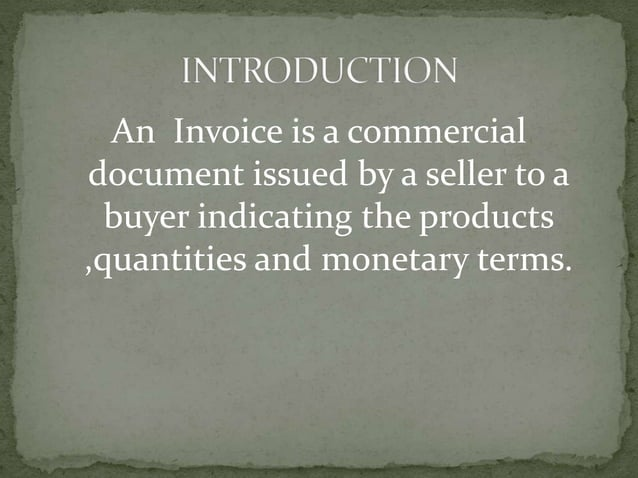 INTRODUCTION
An  Invoice is a commercial
document issued by a seller to a
buyer indicating the products
,quantities and monetary terms.